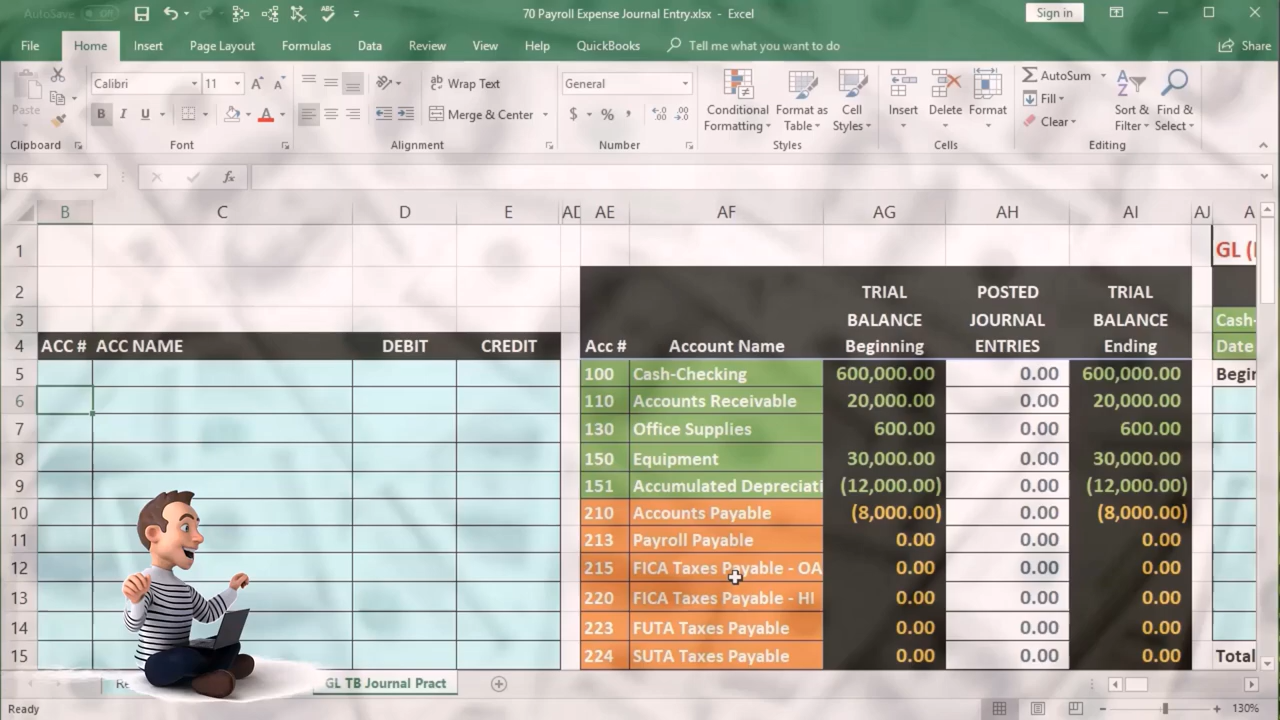 AutoSave Off
70 Payroll Expense Journal Entry.xlsx - Excel
Sign in
File Home Insert Page Layout Formulas Data Review View Help QuickBooks Tell me what you want to do Share
Calibri 11 Wrap Text General AutoSum
Paste Conditional Format as Cell Insert Delete Format Fill Sort & Find &
B I U Merge & Center $ % Formatting Table Styles Clear Filter Select
Clipboard Font Alignment Number Styles Cells Editing
B6 fx
B C D E AD AE AF AG AH AI AJ A
1 GL (
2 TRIAL POSTED TRIAL
3 BALANCE JOURNAL BALANCE Cash-
4 ACC # ACC NAME DEBIT CREDIT Acc # Account Name Beginning ENTRIES Ending Date
5 100 Cash-Checking 600,000.00 0.00 600,000.00 Begin
6 110 Accounts Receivable 20,000.00 0.00 20,000.00
7 130 Office Supplies 600.00 0.00 600.00
8 150 Equipment 30,000.00 0.00 30,000.00
9 151 Accumulated Depreciati (12,000.00) 0.00 (12,000.00)
10 210 Accounts Payable (8,000.00) 0.00 (8,000.00)
11 213 Payroll Payable 0.00 0.00 0.00
12 215 FICA Taxes Payable - OA 0.00 0.00 0.00
13 220 FICA Taxes Payable - HI 0.00 0.00 0.00
14 223 FUTA Taxes Payable 0.00 0.00 0.00
15 224 SUTA Taxes Payable 0.00 0.00 0.00 Total
GL TB Journal Pract
Ready 130%